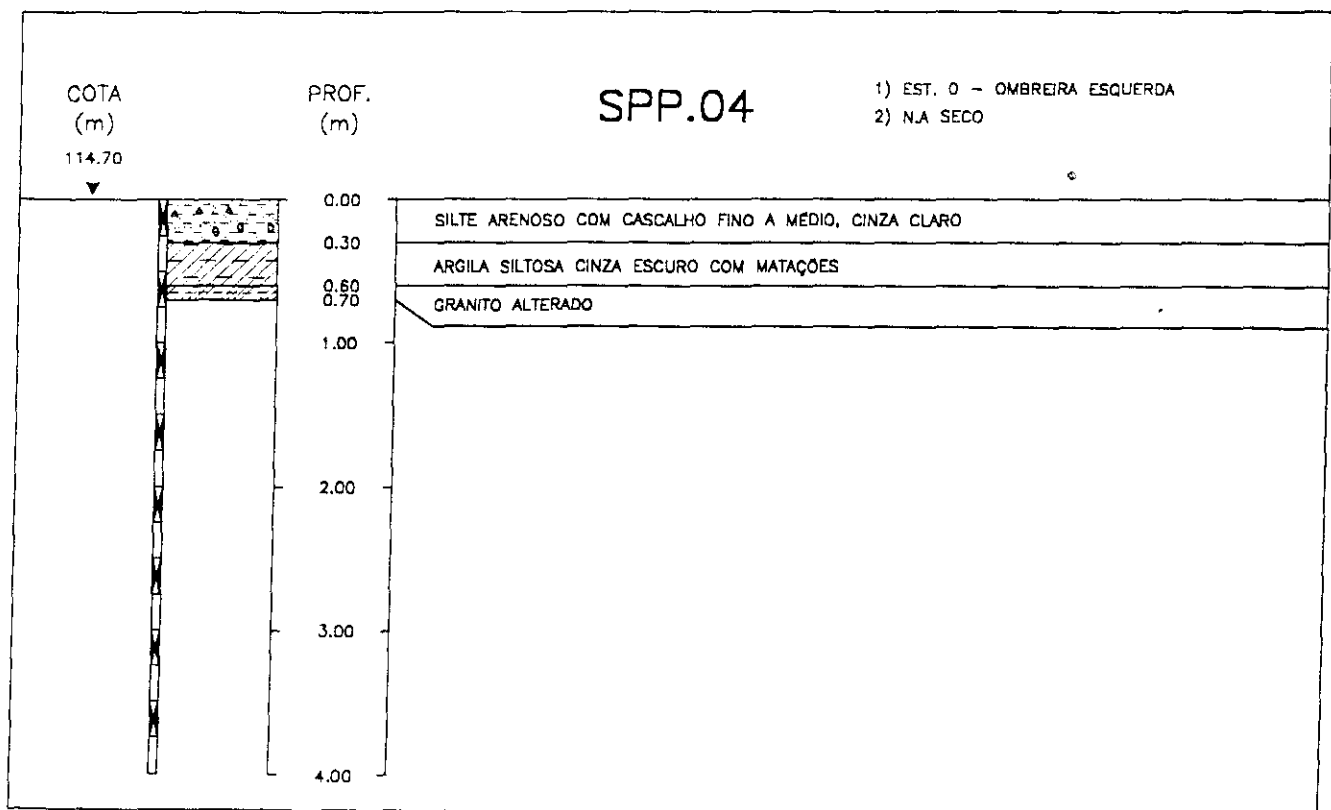 COTA
(m)
114.70
PROF.
(m)
SPP.04
1) EST. 0 - OMBREIRA ESQUERDA
2) N.A SECO
0.00
SILTE ARENOSO COM CASCALHO FINO A MÉDIO, CINZA CLARO
0.30
ARGILA SILTOSA CINZA ESCURO COM MATAÇÕES
0.60
0.70
GRANITO ALTERADO
1.00
2.00
3.00
4.00